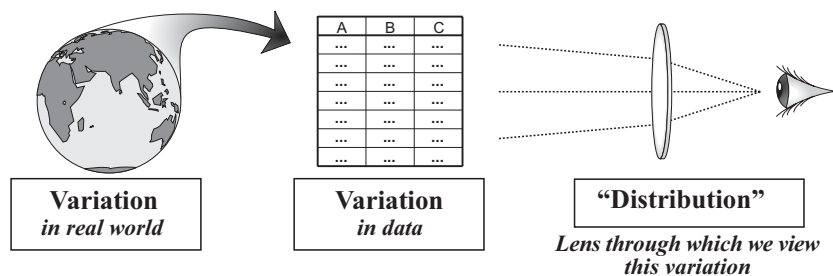 A B C
... ... ...
... ... ...
... ... ...
... ... ...
... ... ...
... ... ...
... ... ...
Variation
in real world
Variation
in data
“Distribution”
Lens through which we view
this variation